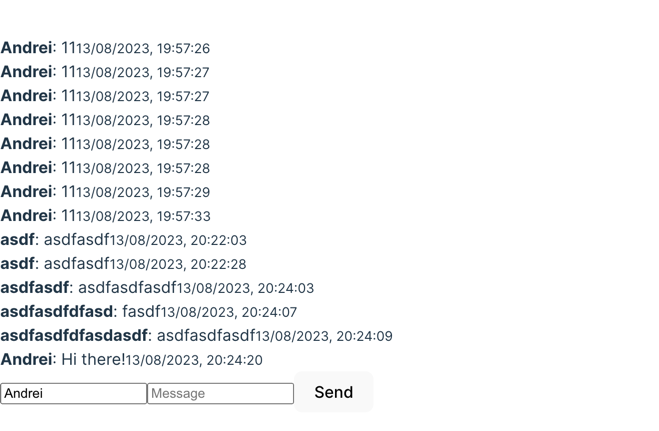 Andrei: 1113/08/2023, 19:57:26
Andrei: 1113/08/2023, 19:57:27
Andrei: 1113/08/2023, 19:57:27
Andrei: 1113/08/2023, 19:57:28
Andrei: 1113/08/2023, 19:57:28
Andrei: 1113/08/2023, 19:57:28
Andrei: 1113/08/2023, 19:57:29
Andrei: 1113/08/2023, 19:57:33
asdf: asdfasdf13/08/2023, 20:22:03
asdf: asdfasdf13/08/2023, 20:22:28
asdfasdf: asdfasdfasdf13/08/2023, 20:24:03
asdfasdfdfasd: fasdf13/08/2023, 20:24:07
asdfasdfdfasdasdf: asdfasdfasdf13/08/2023, 20:24:09
Andrei: Hi there!13/08/2023, 20:24:20
Andrei Message Send